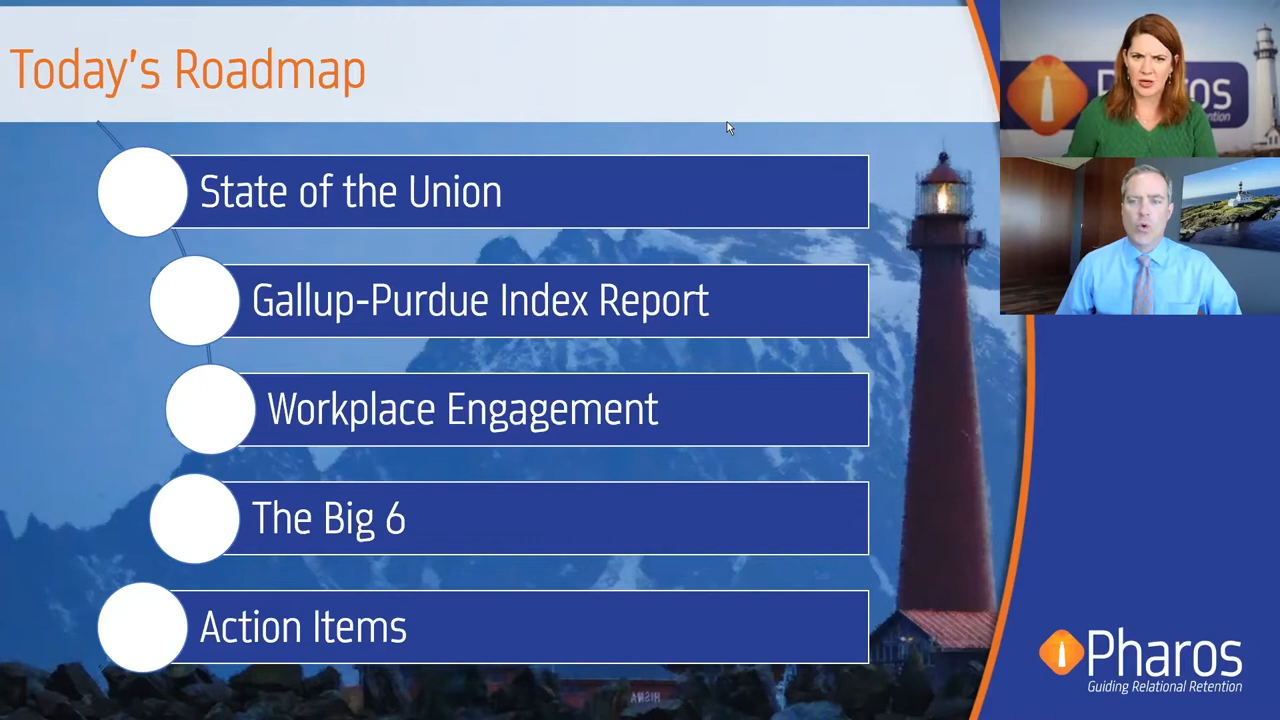 Today's Roadmap
State of the Union
Gallup-Purdue Index Report
Workplace Engagement
The Big 6
Action Items
Pharos
Guiding Relational Retention